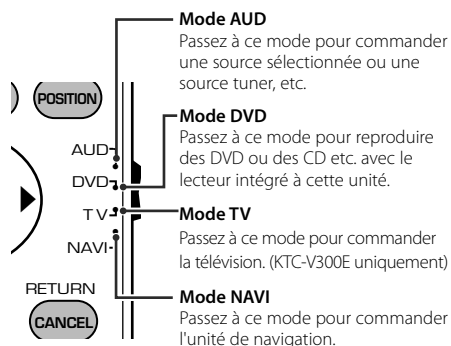 Mode AUD
Passez à ce mode pour commander
une source sélectionnée ou une
source tuner, etc.
Mode DVD
Passez à ce mode pour reproduire
des DVD ou des CD etc. avec le
lecteur intégré à cette unité.
Mode TV
Passez à ce mode pour commander
la télévision. (KTC-V300E uniquement)
Mode NAVI
Passez à ce mode pour commander
l'unité de navigation.
POSITION
AUD
DVD
TV
NAVI
RETURN
CANCEL